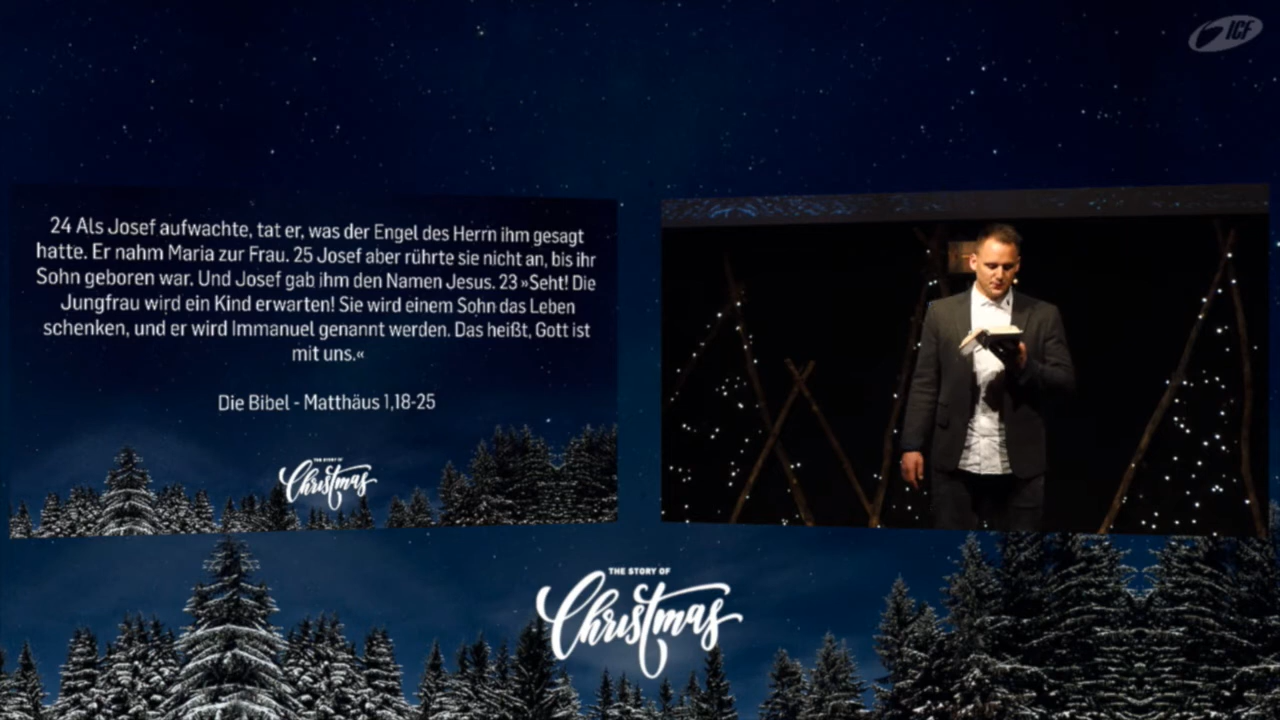 ICF
24 Als Josef aufwachte, tat er, was der Engel des Herrn ihm gesagt
hatte. Er nahm Maria zur Frau. 25 Josef aber rührte sie nicht an, bis ihr
Sohn geboren war. Und Josef gab ihm den Namen Jesus. 23 »Seht! Die
Jungfrau wird ein Kind erwarten! Sie wird einem Sohn das Leben
schenken, und er wird Immanuel genannt werden. Das heißt, Gott ist
mit uns.«
Die Bibel - Matthäus 1,18-25
THE STORY OF
Christmas
THE STORY OF
Christmas